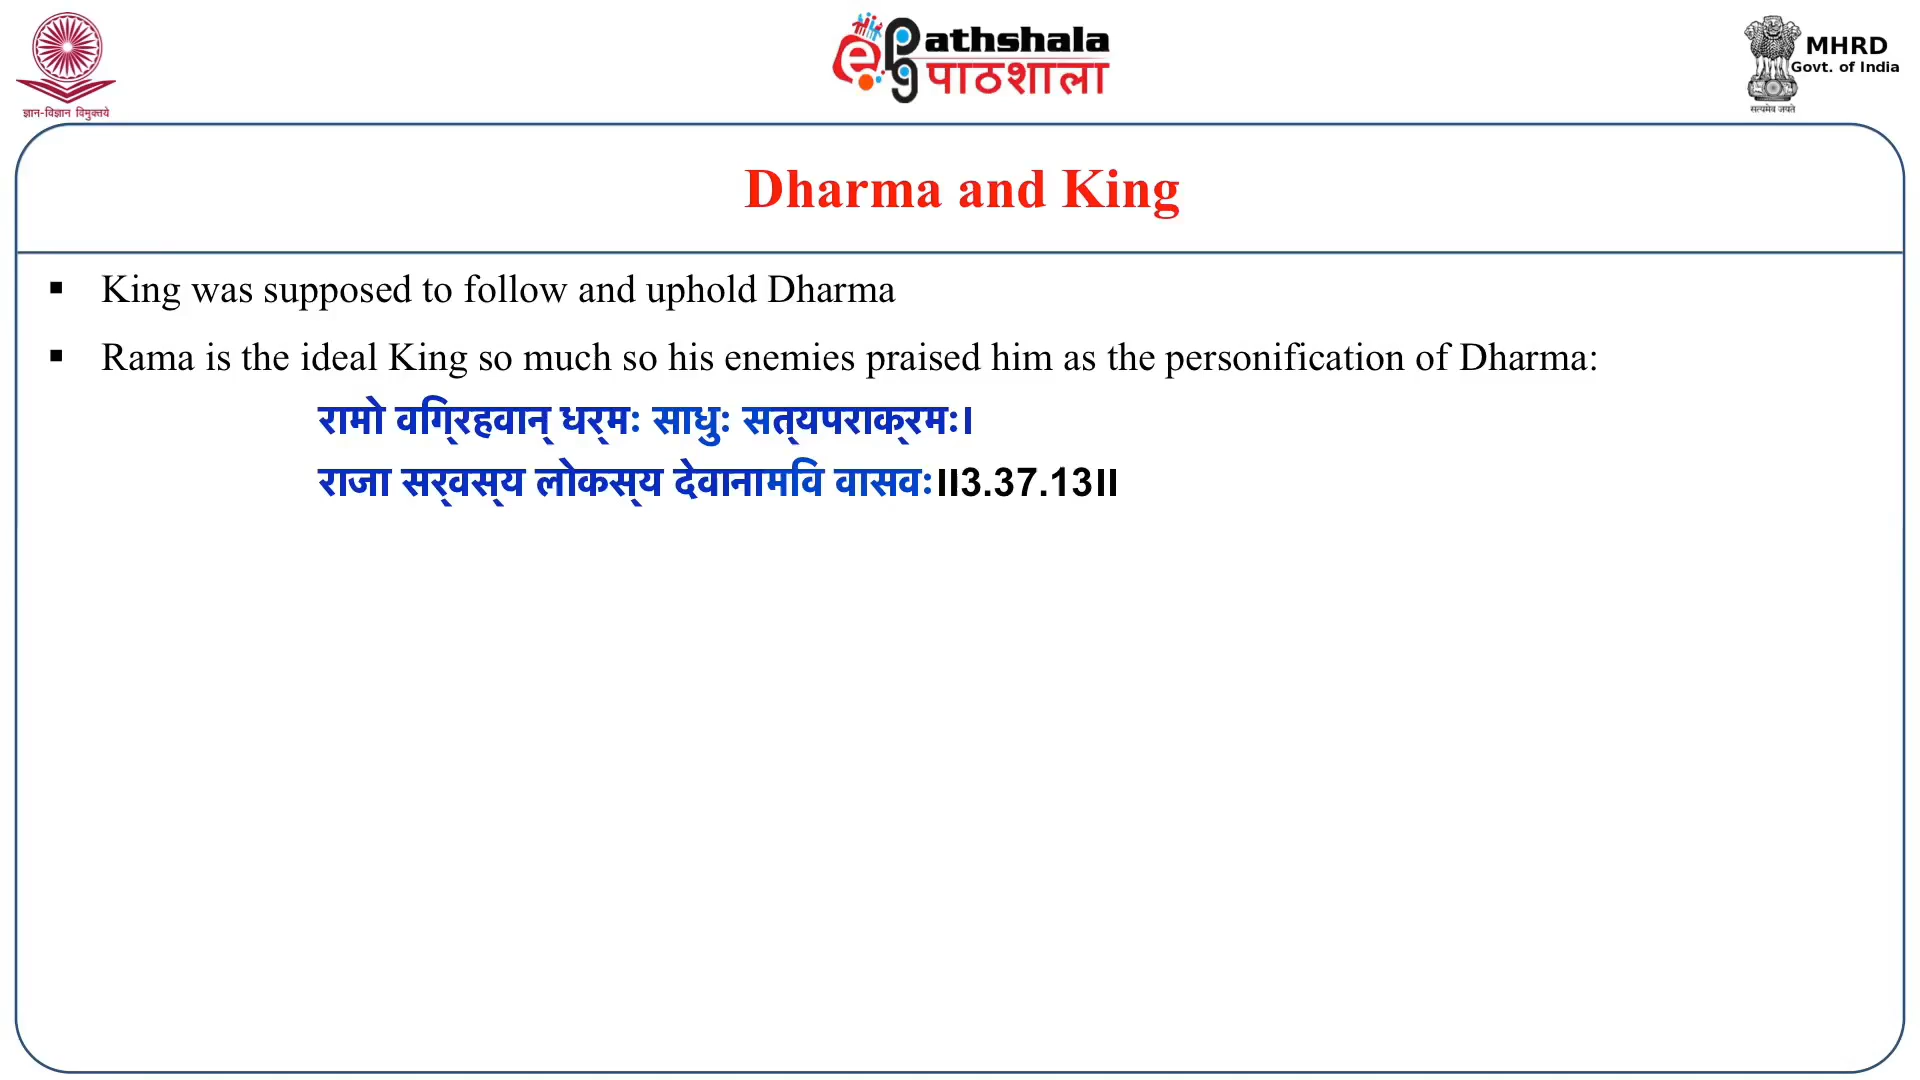 ज्ञान-विज्ञान विमुक्तये
ePathshala
पाठशाला
MHRD
Govt. of India
सत्यमेव जयते
Dharma and King
▪ King was supposed to follow and uphold Dharma
▪ Rama is the ideal King so much so his enemies praised him as the personification of Dharma:
रामो वगि्रहवान् धर्मः साधुः सत्यपराक्रमः।
राजा सर्वस्य लोकस्य देवानामवि वासवः।।3.37.13।।